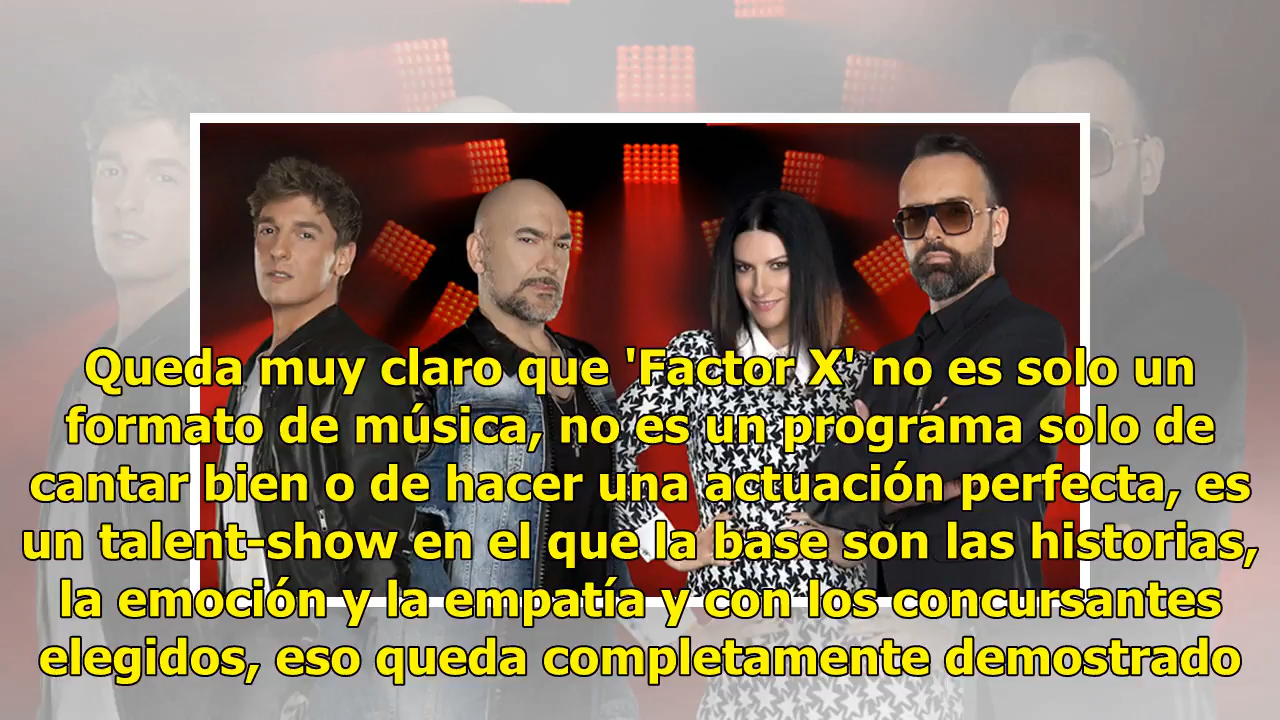 Queda muy claro que 'Factor X' no es solo un
formato de música, no es un programa solo de
cantar bien o de hacer una actuación perfecta, es
un talent-show en el que la base son las historias,
la emoción y la empatía y con los concursantes
elegidos, eso queda completamente demostrado